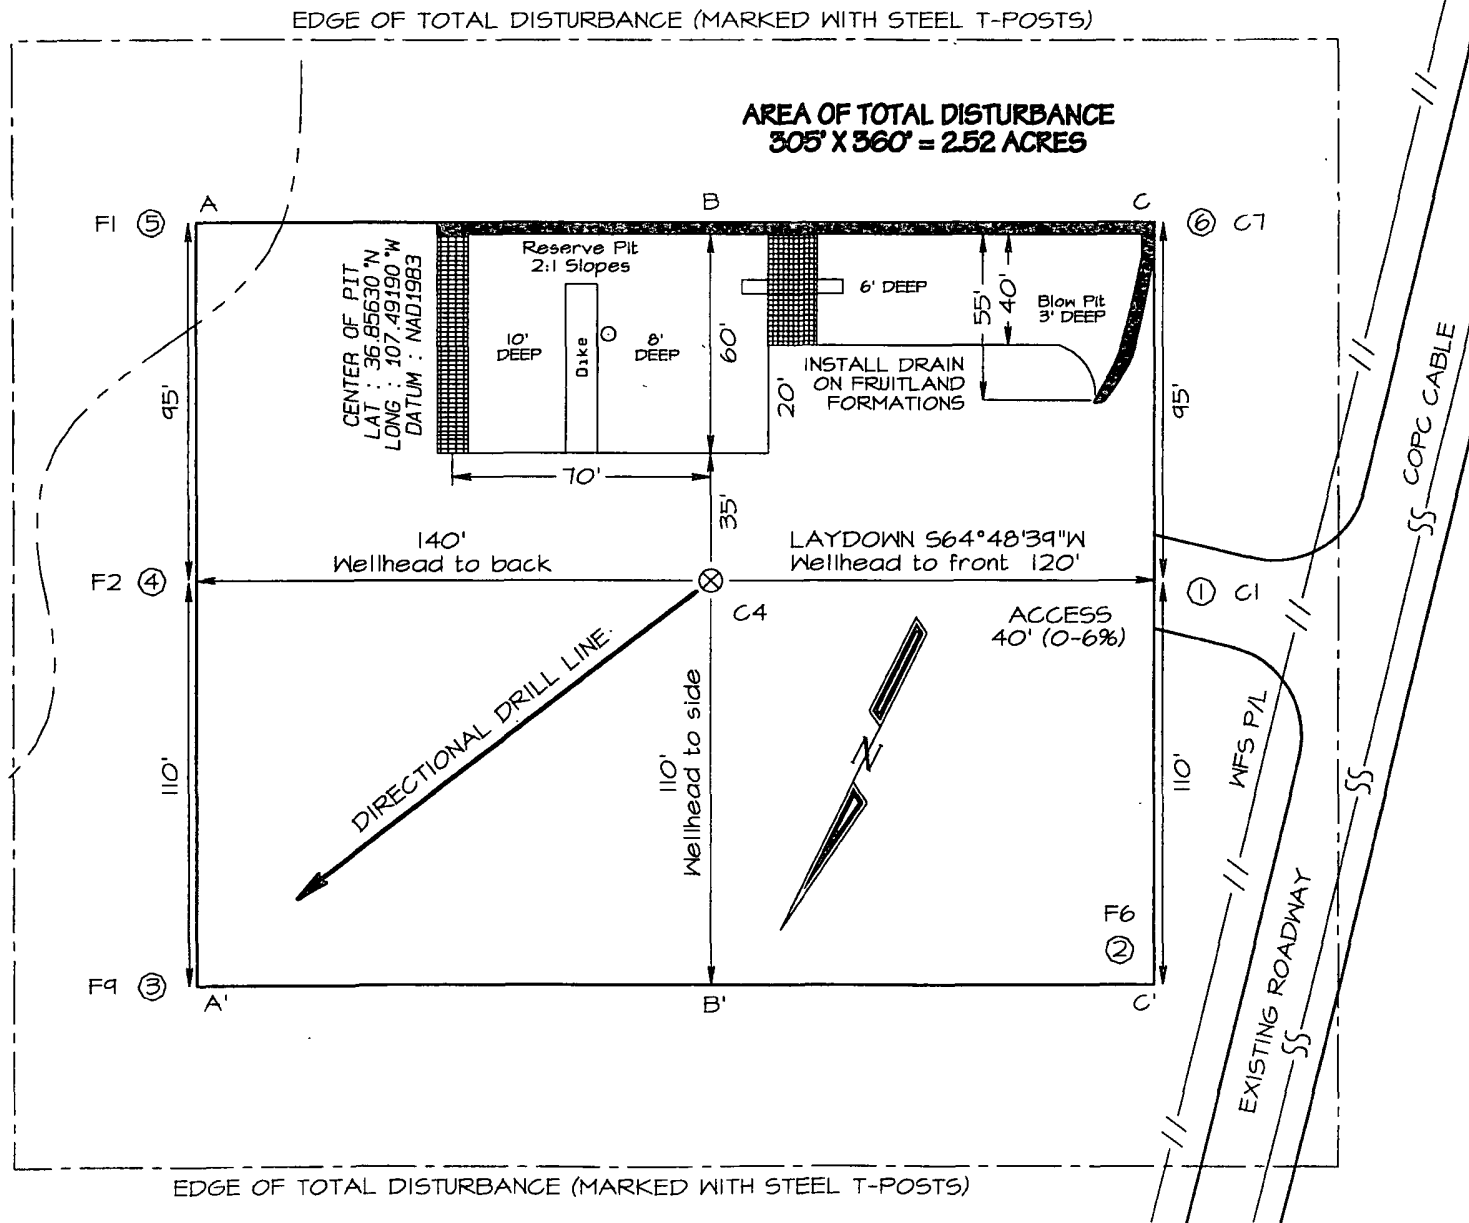 EDGE OF TOTAL DISTURBANCE (MARKED WITH STEEL T-POSTS)
AREA OF TOTAL DISTURBANCE
305' X 360' = 2.52 ACRES
A
B
C
F1 5
6 C7
CENTER OF PIT
LAT : 36.85630 °N
LONG : 107.49190 °W
DATUM : NAD1983
Reserve Pit
2:1 Slopes
10'
DEEP
Dike
8'
DEEP
60'
6' DEEP
55'
40'
Blow Pit
3' DEEP
INSTALL DRAIN
ON FRUITLAND
FORMATIONS
20'
95'
95'
70'
35'
COPC CABLE
SS
//
//
140'
Wellhead to back
LAYDOWN S64°48'39"W
Wellhead to front 120'
F2 4
1 C1
C4
ACCESS
40' (0-6%)
//
DIRECTIONAL DRILL LINE
Wellhead to side
110'
110'
110'
N
WFS P/L
SS
//
F6
2
EXISTING ROADWAY
SS
//
F9 3
A'
B'
C'
EDGE OF TOTAL DISTURBANCE (MARKED WITH STEEL T-POSTS)